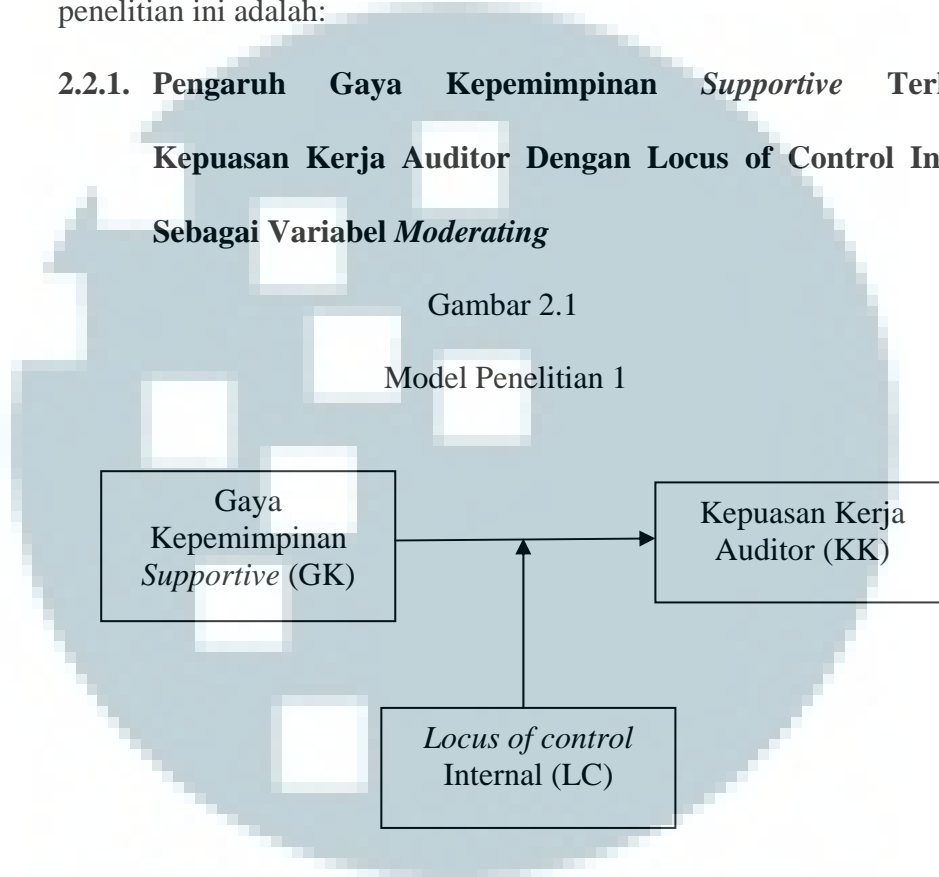 penelitian ini adalah:
2.2.1. Pengaruh Gaya Kepemimpinan Supportive
Kepuasan Kerja Auditor Dengan Locus of Control
Sebagai Variabel Moderating
Gambar 2.1
Model Penelitian 1
Gaya
Kepemimpinan
Supportive (GK)
Kepuasan Kerja
Auditor (KK)
Locus of control
Internal (LC)